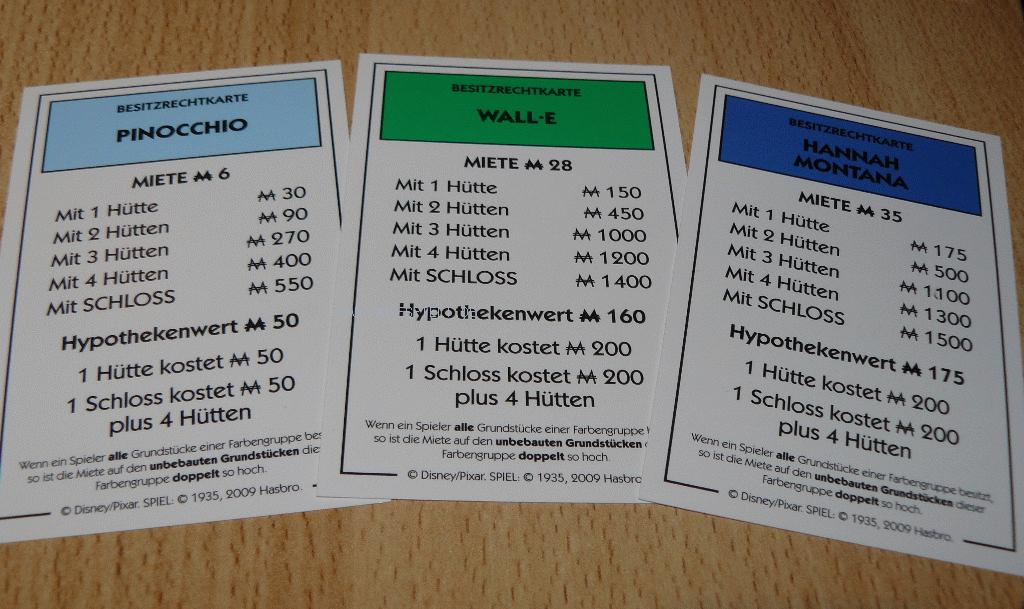 BESITZRECHTKARTE
PINOCCHIO
MIETE ₩ 6
Mit 1 Hütte ₩ 30
Mit 2 Hütten ₩ 90
Mit 3 Hütten ₩ 270
Mit 4 Hütten ₩ 400
Mit SCHLOSS ₩ 550
Hypothekenwert ₩ 50
1 Hütte kostet ₩ 50
1 Schloss kostet ₩ 50
plus 4 Hütten
Wenn ein Spieler alle Grundstücke einer Farbengruppe
so ist die Miete auf den unbebauten Grundstücken
Farbengruppe doppelt so hoch.
© Disney/Pixar. SPIEL: © 1935, 2009 Hasbro.
BESITZRECHTKARTE
WALL·E
MIETE ₩ 28
Mit 1 Hütte ₩ 150
Mit 2 Hütten ₩ 450
Mit 3 Hütten ₩ 1000
Mit 4 Hütten ₩ 1200
Mit SCHLOSS ₩ 1400
Hypothekenwert ₩ 160
1 Hütte kostet ₩ 200
1 Schloss kostet ₩ 200
plus 4 Hütten
Wenn ein Spieler alle Grundstücke einer Farbengruppe
so ist die Miete auf den unbebauten Grundstücken
Farbengruppe doppelt so hoch.
© Disney/Pixar. SPIEL: © 1935, 2009 Hasbro.
BESITZRECHTKARTE
HANNAH
MONTANA
MIETE ₩ 35
Mit 1 Hütte ₩ 175
Mit 2 Hütten ₩ 500
Mit 3 Hütten ₩ 1100
Mit 4 Hütten ₩ 1300
Mit SCHLOSS ₩ 1500
Hypothekenwert ₩ 175
1 Hütte kostet ₩ 200
1 Schloss kostet ₩ 200
plus 4 Hütten
Wenn ein Spieler alle Grundstücke einer Farbengruppe besitzt,
so ist die Miete auf den unbebauten Grundstücken dieser
Farbengruppe doppelt so hoch.
© Disney/Pixar. SPIEL: © 1935, 2009 Hasbro.